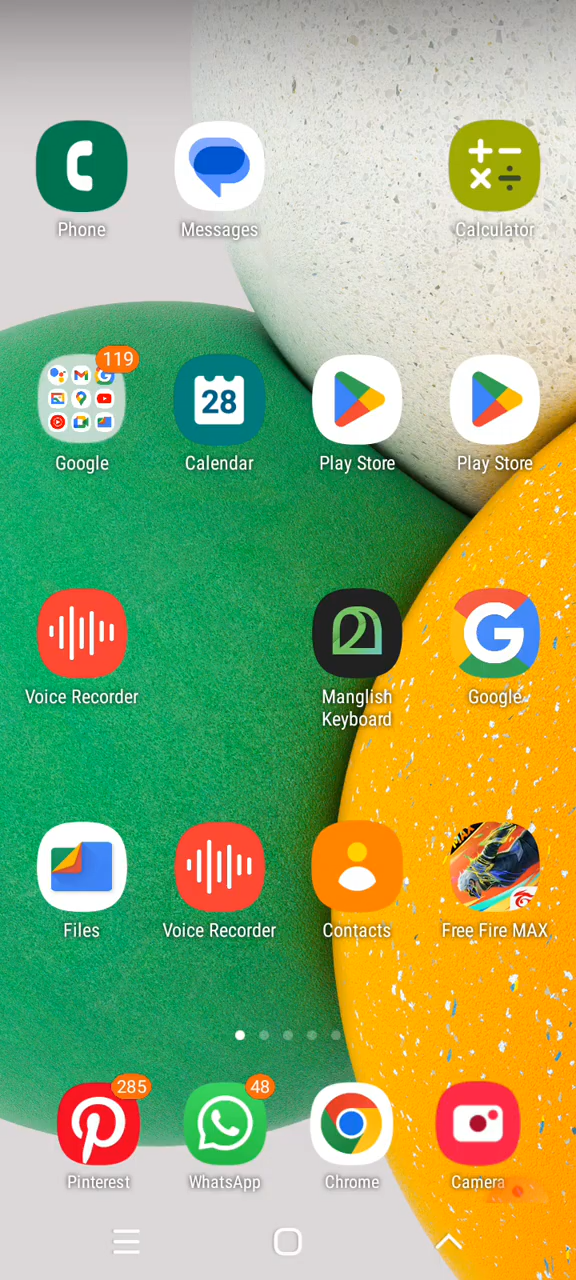 Phone
Messages
Calculator
119
28
Google
Calendar
Play Store
Play Store
Voice Recorder
Manglish
Keyboard
Google
MAX
Files
Voice Recorder
Contacts
Free Fire MAX
285
48
Pinterest
WhatsApp
Chrome
Camera